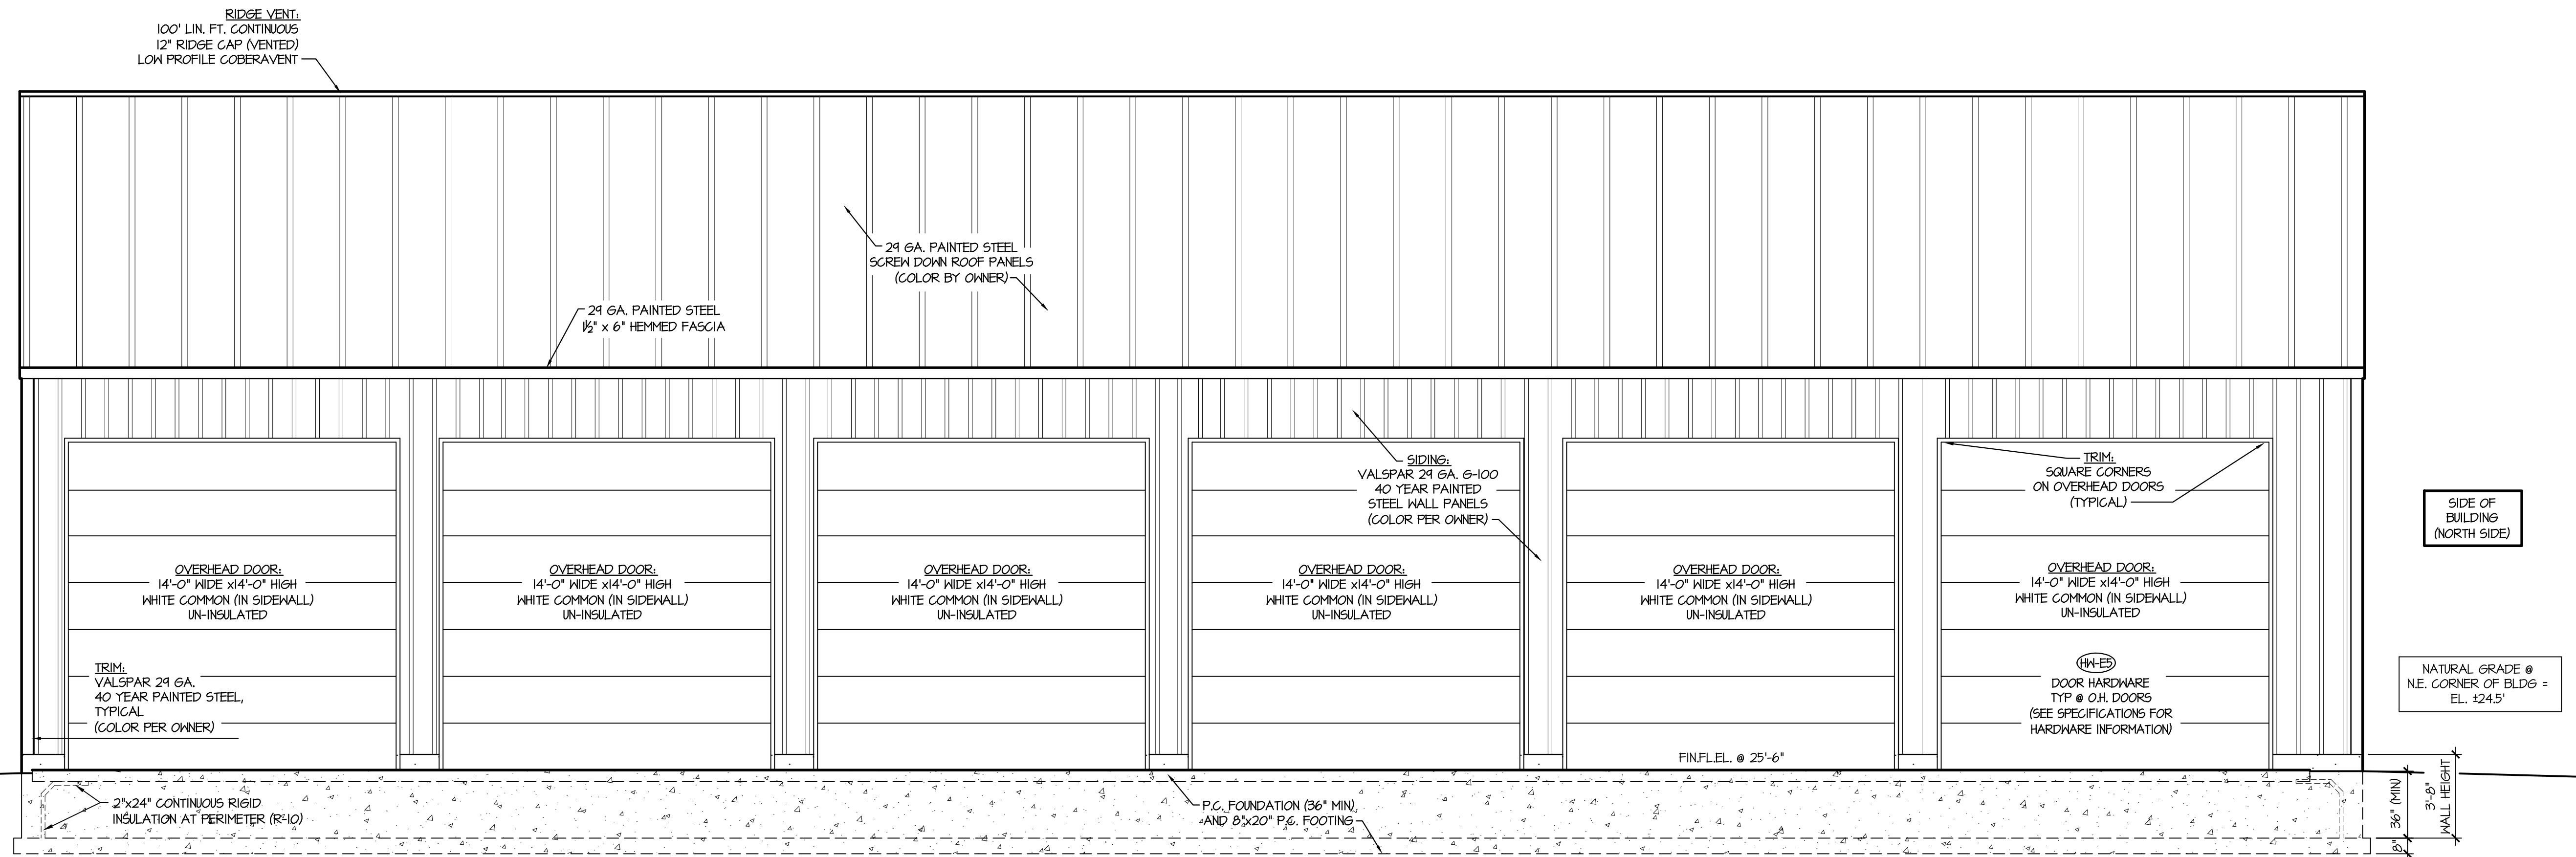 RIDGE VENT:
100' LIN. FT. CONTINUOUS
12" RIDGE CAP (VENTED)
LOW PROFILE COBERAVENT
29 GA. PAINTED STEEL
SCREW DOWN ROOF PANELS
(COLOR BY OWNER)
29 GA. PAINTED STEEL
1½" x 6" HEMMED FASCIA
SIDING:
VALSPAR 29 GA. G-100
40 YEAR PAINTED
STEEL WALL PANELS
(COLOR PER OWNER)
TRIM:
SQUARE CORNERS
ON OVERHEAD DOORS
(TYPICAL)
SIDE OF
BUILDING
(NORTH SIDE)
OVERHEAD DOOR:
14'-0" WIDE x14'-0" HIGH
WHITE COMMON (IN SIDEWALL)
UN-INSULATED
OVERHEAD DOOR:
14'-0" WIDE x14'-0" HIGH
WHITE COMMON (IN SIDEWALL)
UN-INSULATED
OVERHEAD DOOR:
14'-0" WIDE x14'-0" HIGH
WHITE COMMON (IN SIDEWALL)
UN-INSULATED
OVERHEAD DOOR:
14'-0" WIDE x14'-0" HIGH
WHITE COMMON (IN SIDEWALL)
UN-INSULATED
OVERHEAD DOOR:
14'-0" WIDE x14'-0" HIGH
WHITE COMMON (IN SIDEWALL)
UN-INSULATED
OVERHEAD DOOR:
14'-0" WIDE x14'-0" HIGH
WHITE COMMON (IN SIDEWALL)
UN-INSULATED
TRIM:
VALSPAR 29 GA.
40 YEAR PAINTED STEEL,
TYPICAL
(COLOR PER OWNER)
HW-E5
DOOR HARDWARE
TYP @ O.H. DOORS
(SEE SPECIFICATIONS FOR
HARDWARE INFORMATION)
NATURAL GRADE @
N.E. CORNER OF BLDG =
EL. ±24.5'
FIN.FL.EL. @ 25'-6"
2"x24" CONTINUOUS RIGID
INSULATION AT PERIMETER (R-10)
P.C. FOUNDATION (36" MIN)
AND 8"x20" P.C. FOOTING
8"
36" (MIN)
3'-8"
WALL HEIGHT